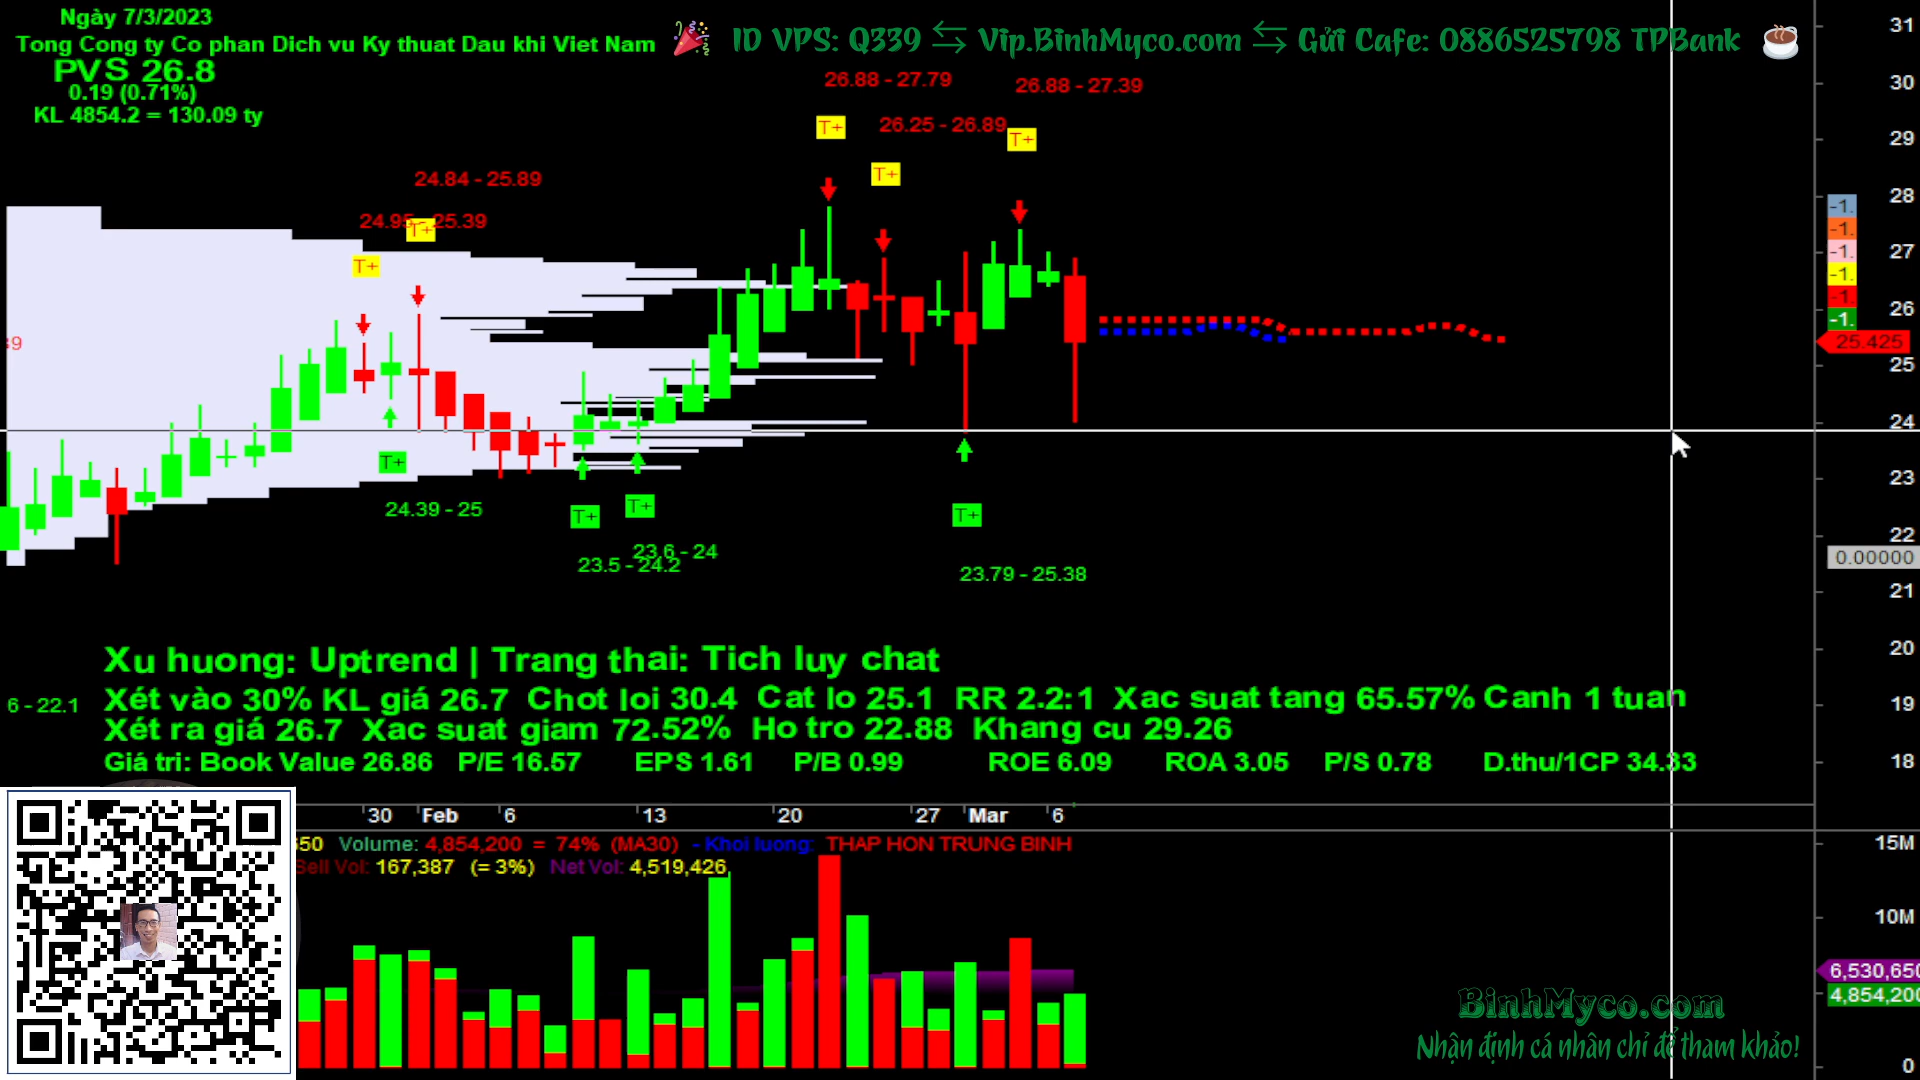 Ngày 7/3/2023
Tong Cong ty Co phan Dich vu Ky thuat Dau khi Viet Nam
ID VPS: Q339 ⇆ Vip.BinhMyco.com ⇆ Gửi Cafe: 0886525798 TPBank
PVS 26.8
0.19 (0.71%)
KL 4854.2 = 130.09 ty
26.88 - 27.79
26.88 - 27.39
T+
26.25 - 26.89
T+
T+
24.84 - 25.89
24.95 - 25.39
T+
T+
T+
24.39 - 25
T+
T+
T+
23.6 - 24
23.5 - 24.2
23.79 - 25.38
31
30
29
28
27
26
25
24
23
22
21
20
19
18
-1.
-1.
-1.
-1.
-1.
-1.
25.425
0.00000
Xu huong: Uptrend | Trang thai: Tich luy chat
6 - 22.1
Xét vào 30% KL giá 26.7 Chot loi 30.4 Cat lo 25.1 RR 2.2:1 Xac suat tang 65.57% Canh 1 tuan
Xét ra giá 26.7 Xac suat giam 72.52% Ho tro 22.88 Khang cu 29.26
Giá tri: Book Value 26.86 P/E 16.57 EPS 1.61 P/B 0.99 ROE 6.09 ROA 3.05 P/S 0.78 D.thu/1CP 34.33
30 Feb 6 13 20 27 Mar 6
650 Volume: 4,854,200 = 74% (MA30) - Khoi luong: THAP HON TRUNG BINH
Sell Vol: 167,387 (= 3%) Net Vol: 4,519,426,
15M
10M
6,530,650
4,854,200
0
BinhMyco.com
Nhận định cá nhân chỉ để tham khảo!